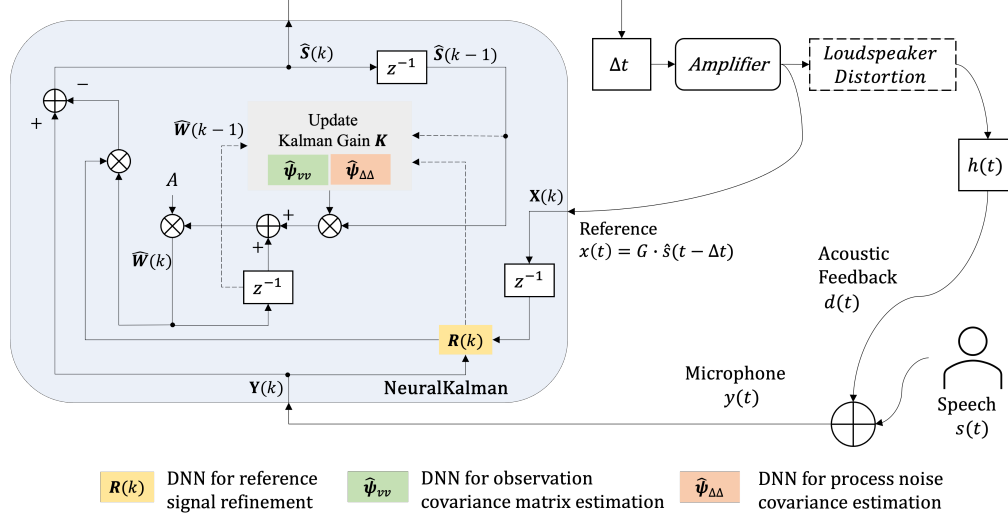 Ŝ(k)
z⁻¹
Ŝ(k−1)
Δt
Amplifier
Loudspeaker
Distortion
−
+
Ŵ(k−1)
Update
Kalman Gain K
ψ̂vv
ψ̂ΔΔ
h(t)
A
X(k)
+
+
Reference
x(t) = G · ŝ(t − Δt)
Ŵ(k)
z⁻¹
z⁻¹
Acoustic
Feedback
d(t)
R(k)
Y(k)
NeuralKalman
Microphone
y(t)
Speech
s(t)
R(k)
DNN for reference
signal refinement
ψ̂vv
DNN for observation
covariance matrix estimation
ψ̂ΔΔ
DNN for process noise
covariance estimation